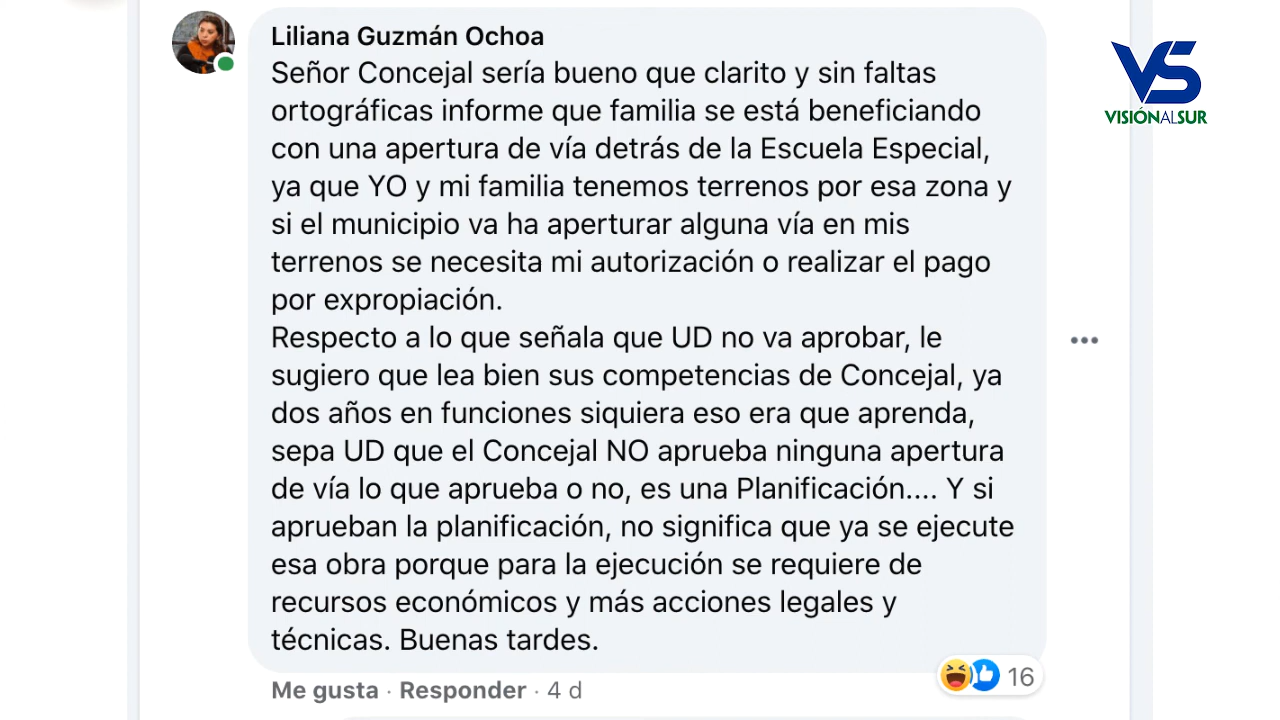 Liliana Guzmán Ochoa
Señor Concejal sería bueno que clarito y sin faltas
ortográficas informe que familia se está beneficiando
con una apertura de vía detrás de la Escuela Especial,
ya que YO y mi familia tenemos terrenos por esa zona y
si el municipio va ha aperturar alguna vía en mis
terrenos se necesita mi autorización o realizar el pago
por expropiación.
Respecto a lo que señala que UD no va aprobar, le
sugiero que lea bien sus competencias de Concejal, ya
dos años en funciones siquiera eso era que aprenda,
sepa UD que el Concejal NO aprueba ninguna apertura
de vía lo que aprueba o no, es una Planificación.... Y si
aprueban la planificación, no significa que ya se ejecute
esa obra porque para la ejecución se requiere de
recursos económicos y más acciones legales y
técnicas. Buenas tardes.
16
Me gusta · Responder · 4 d
VS
VISIÓNALSUR